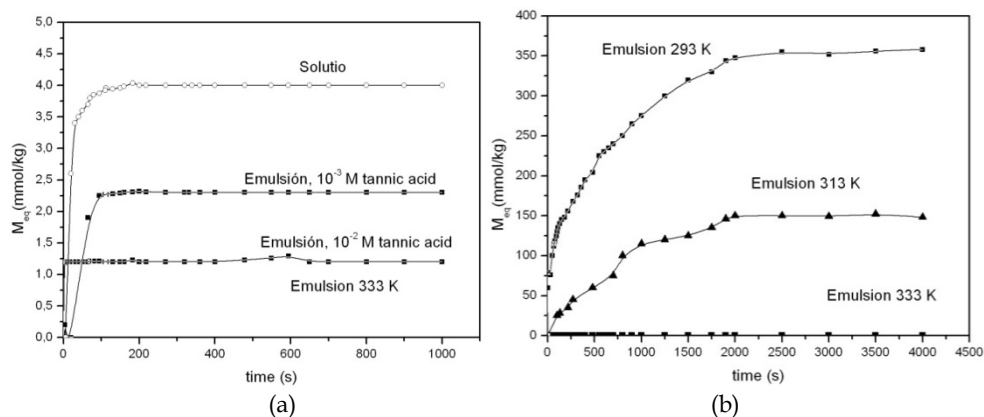 5,0
4,5
4,0
3,5
3,0
2,5
2,0
1,5
1,0
0,5
0,0
M_eq(mmol/kg)
Solutio
Emulsión, 10^-3 M tannic acid
Emulsión, 10^-2 M tannic acid
Emulsion 333 K
0 200 400 600 800 1000
time (s)
(a)
400
350
300
250
200
150
100
50
0
M_eq(mmol/kg)
Emulsion 293 K
Emulsion 313 K
Emulsion 333 K
0 500 1000 1500 2000 2500 3000 3500 4000 4500
time (s)
(b)